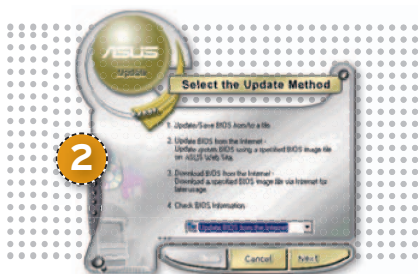 ASUS
Update
Select the Update Method
2
1. Update/Save BIOS from/to a file
2. Update BIOS from the Internet -
Update system BIOS using a specified BIOS image file
on ASUS Web Site.
3. Download BIOS from the Internet -
Download a specified BIOS image file via Internet for
later usage.
4. Check BIOS Information
Update BIOS from the Internet
Cancel
Next